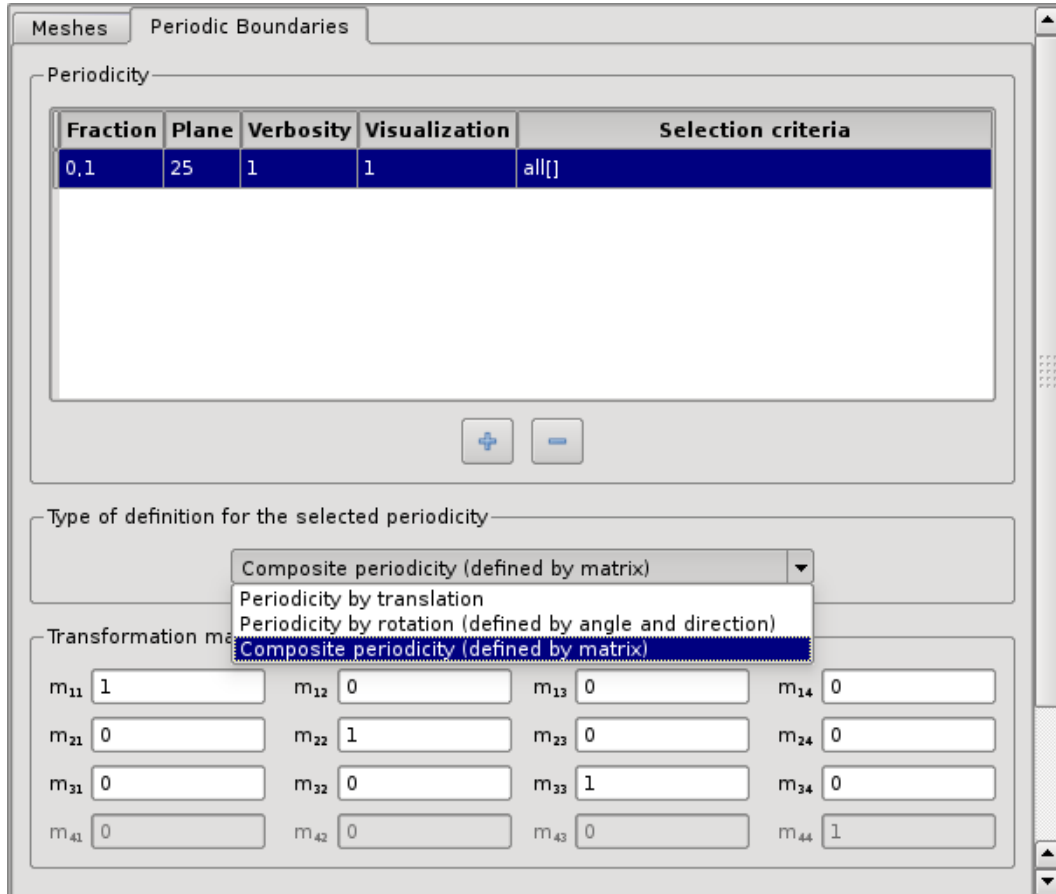 Meshes Periodic Boundaries
Periodicity
Fraction Plane Verbosity Visualization Selection criteria
0,1 25 1 1 all[]
Type of definition for the selected periodicity
Composite periodicity (defined by matrix)
Periodicity by translation
Periodicity by rotation (defined by angle and direction)
Composite periodicity (defined by matrix)
Transformation
m₁₁ 1 m₁₂ 0 m₁₃ 0 m₁₄ 0
m₂₁ 0 m₂₂ 1 m₂₃ 0 m₂₄ 0
m₃₁ 0 m₃₂ 0 m₃₃ 1 m₃₄ 0
m₄₁ 0 m₄₂ 0 m₄₃ 0 m₄₄ 1